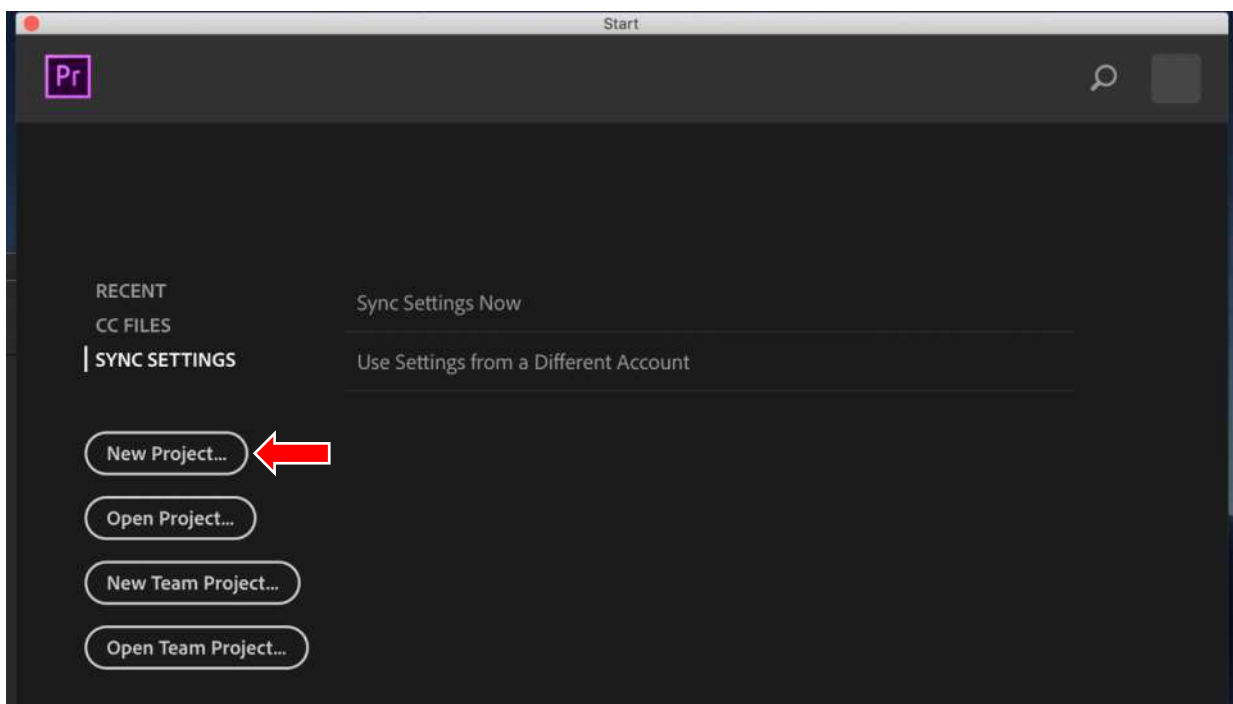 Start
Pr
RECENT
CC FILES
SYNC SETTINGS
Sync Settings Now
Use Settings from a Different Account
New Project...
Open Project...
New Team Project...
Open Team Project...